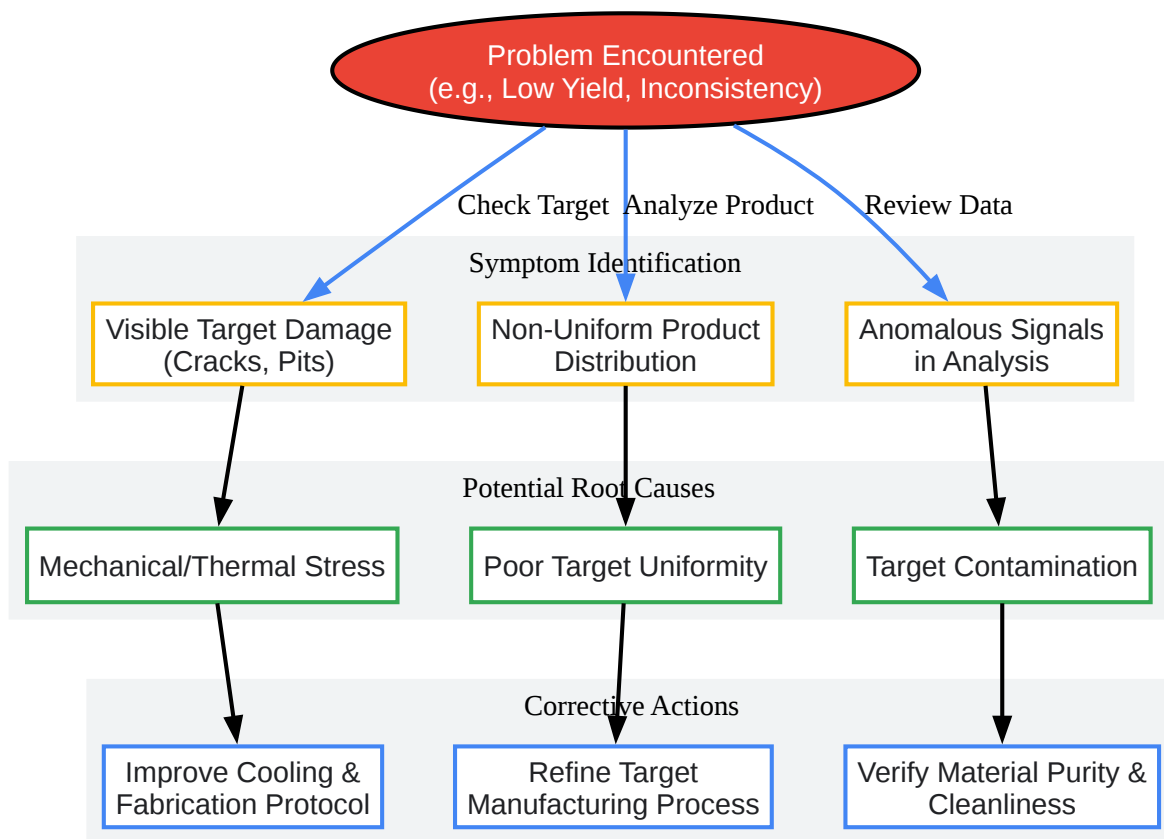 Problem Encountered
(e.g., Low Yield, Inconsistency)
Check Target
Analyze Product
Review Data
Symptom Identification
Visible Target Damage
(Cracks, Pits)
Non-Uniform Product
Distribution
Anomalous Signals
in Analysis
Potential Root Causes
Mechanical/Thermal Stress
Poor Target Uniformity
Target Contamination
Corrective Actions
Improve Cooling &
Fabrication Protocol
Refine Target
Manufacturing Process
Verify Material Purity &
Cleanliness